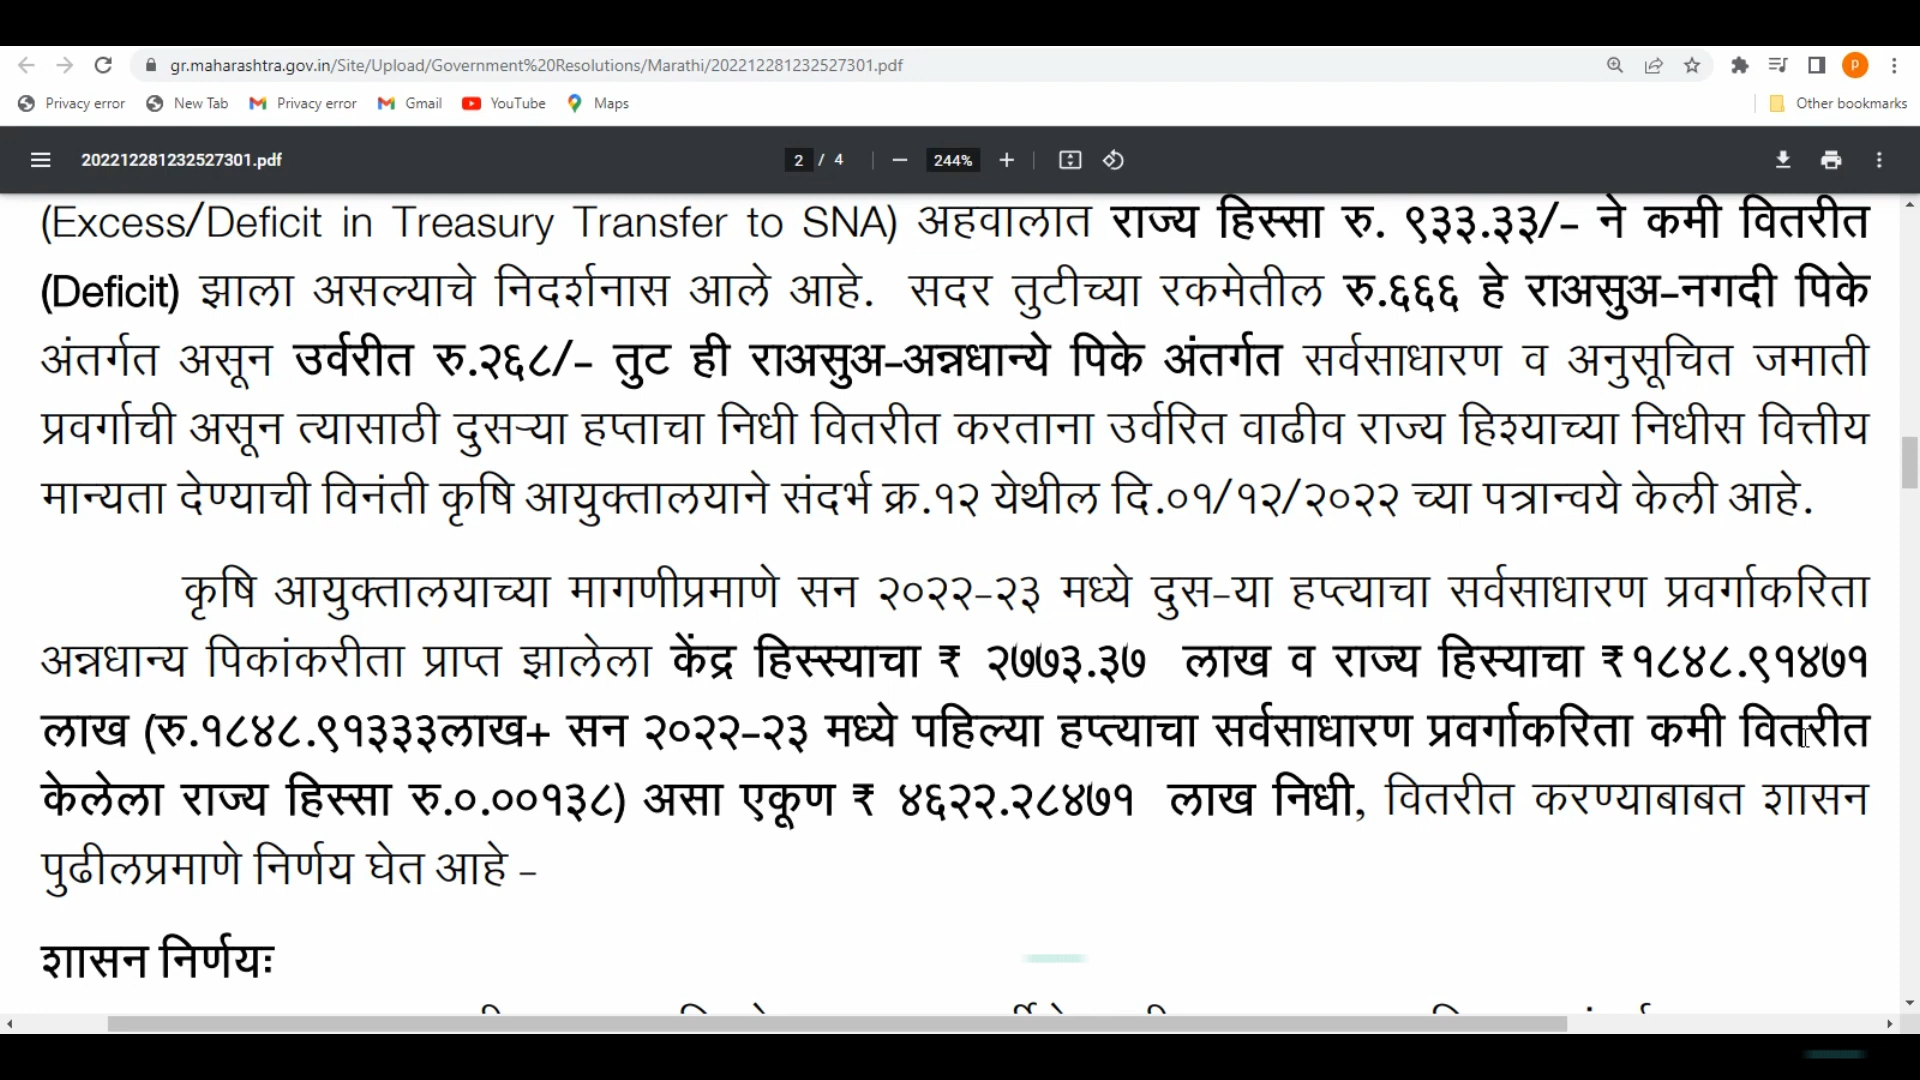 gr.maharashtra.gov.in/Site/Upload/Government%20Resolutions/Marathi/202212281232527301.pdf P
Privacy error New Tab Privacy error Gmail YouTube Maps Other bookmarks
202212281232527301.pdf 2 / 4 — 244% +
(Excess/Deficit in Treasury Transfer to SNA) अहवालात राज्य हिस्सा रु. ९३३.३३/- ने कमी वितरीत
(Deficit) झाला असल्याचे निदर्शनास आले आहे. सदर तुटीच्या रकमेतील रु.६६६ हे राअसुअ-नगदी पिके
अंतर्गत असून उर्वरीत रु.२६८/- तुट ही राअसुअ-अन्नधान्ये पिके अंतर्गत सर्वसाधारण व अनुसूचित जमाती
प्रवर्गाची असून त्यासाठी दुसऱ्या हप्ताचा निधी वितरीत करताना उर्वरित वाढीव राज्य हिश्याच्या निधीस वित्तीय
मान्यता देण्याची विनंती कृषि आयुक्तालयाने संदर्भ क्र.१२ येथील दि.०१/१२/२०२२ च्या पत्रान्वये केली आहे.
कृषि आयुक्तालयाच्या मागणीप्रमाणे सन २०२२-२३ मध्ये दुस-या हप्त्याचा सर्वसाधारण प्रवर्गाकरिता
अन्नधान्य पिकांकरीता प्राप्त झालेला केंद्र हिस्स्याचा ₹ २७७३.३७ लाख व राज्य हिस्याचा ₹१८४८.९१४७१
लाख (रु.१८४८.९१३३३लाख+ सन २०२२-२३ मध्ये पहिल्या हप्त्याचा सर्वसाधारण प्रवर्गाकरिता कमी वितरीत
केलेला राज्य हिस्सा रु.०.००१३८) असा एकूण ₹ ४६२२.२८४७१ लाख निधी, वितरीत करण्याबाबत शासन
पुढीलप्रमाणे निर्णय घेत आहे -
शासन निर्णयः